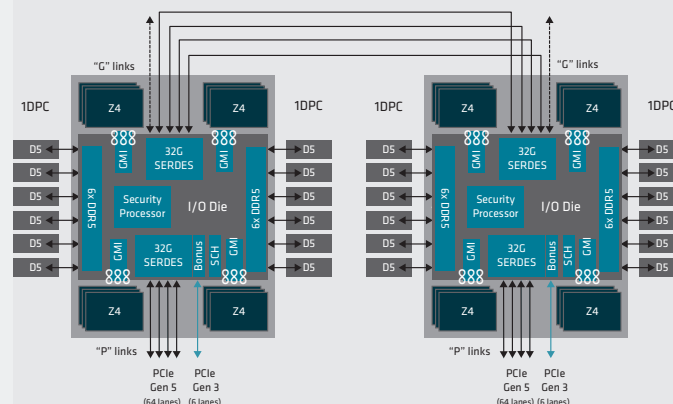 "G" links
"G" links
1DPC
Z4
Z4
1DPC
1DPC
Z4
Z4
1DPC
D5
6x DDR5
GMI
32G
SERDES
GMI
6x DDR5
D5
D5
6x DDR5
GMI
32G
SERDES
GMI
6x DDR5
D5
D5
D5
D5
D5
D5
Security
Processor
I/O Die
D5
D5
Security
Processor
I/O Die
D5
D5
D5
D5
D5
D5
GMI
32G
SERDES
Bonus
SCH
GMI
D5
D5
GMI
32G
SERDES
Bonus
SCH
GMI
D5
D5
D5
D5
D5
Z4
Z4
Z4
Z4
"P" links
"P" links
PCIe
Gen 5
(64 lanes)
PCIe
Gen 3
(6 lanes)
PCIe
Gen 5
(64 lanes)
PCIe
Gen 3
(6 lanes)